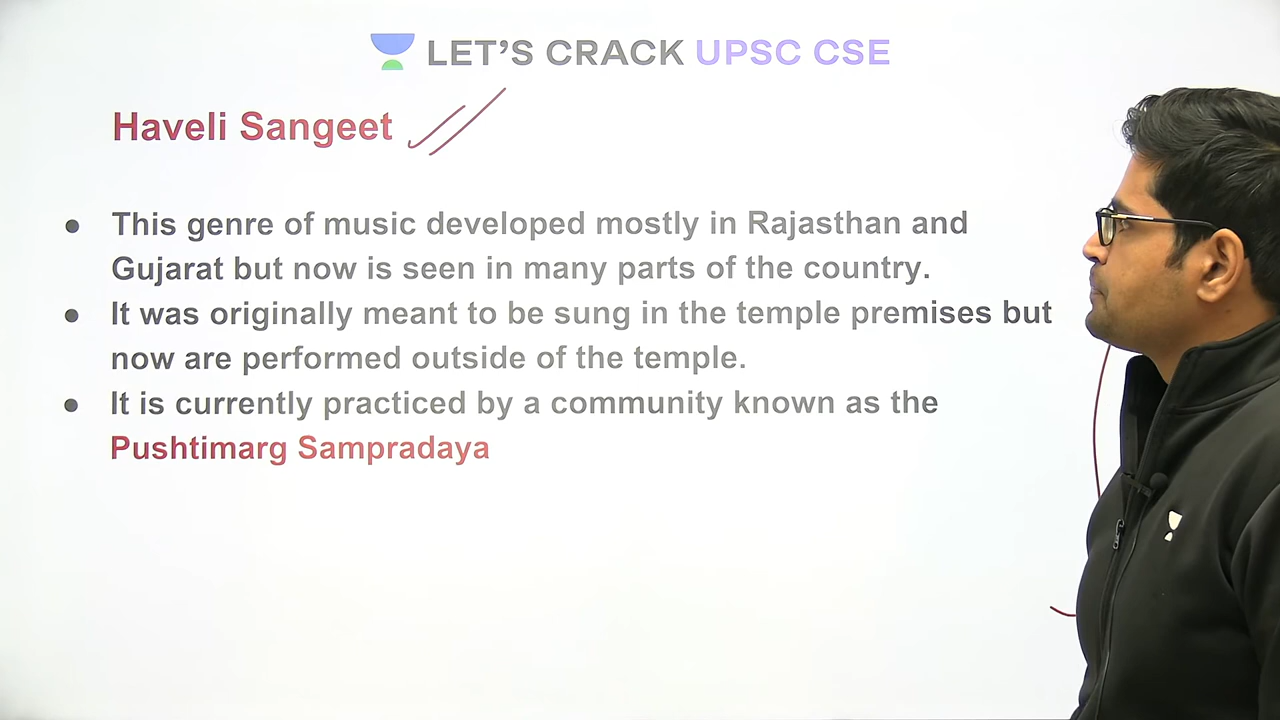 LET'S CRACK UPSC CSE
Haveli Sangeet
● This genre of music developed mostly in Rajasthan and
Gujarat but now is seen in many parts of the country.
● It was originally meant to be sung in the temple premises but
now are performed outside of the temple.
● It is currently practiced by a community known as the
Pushtimarg Sampradaya